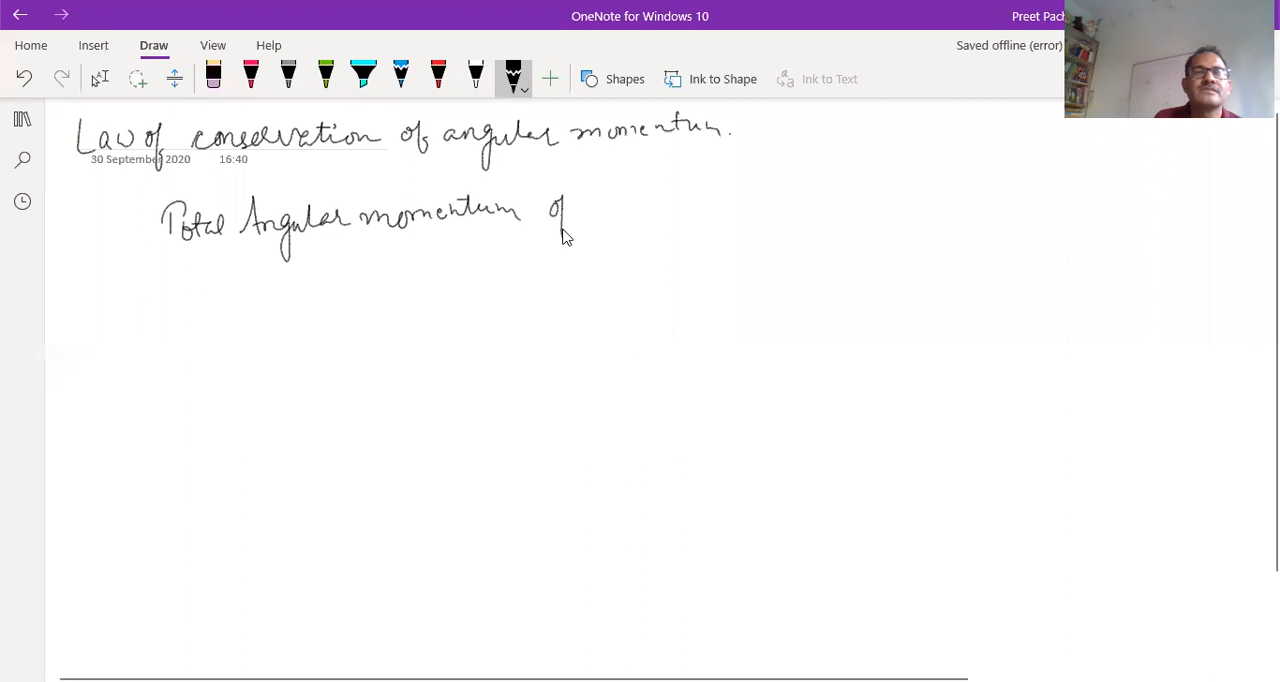 OneNote for Windows 10
Preet Pach
Home Insert Draw View Help
Saved offline (error)
Shapes
Ink to Shape
Ink to Text
Law of conservation of angular momentum.
30 September 2020 16:40
Total Angular momentum of